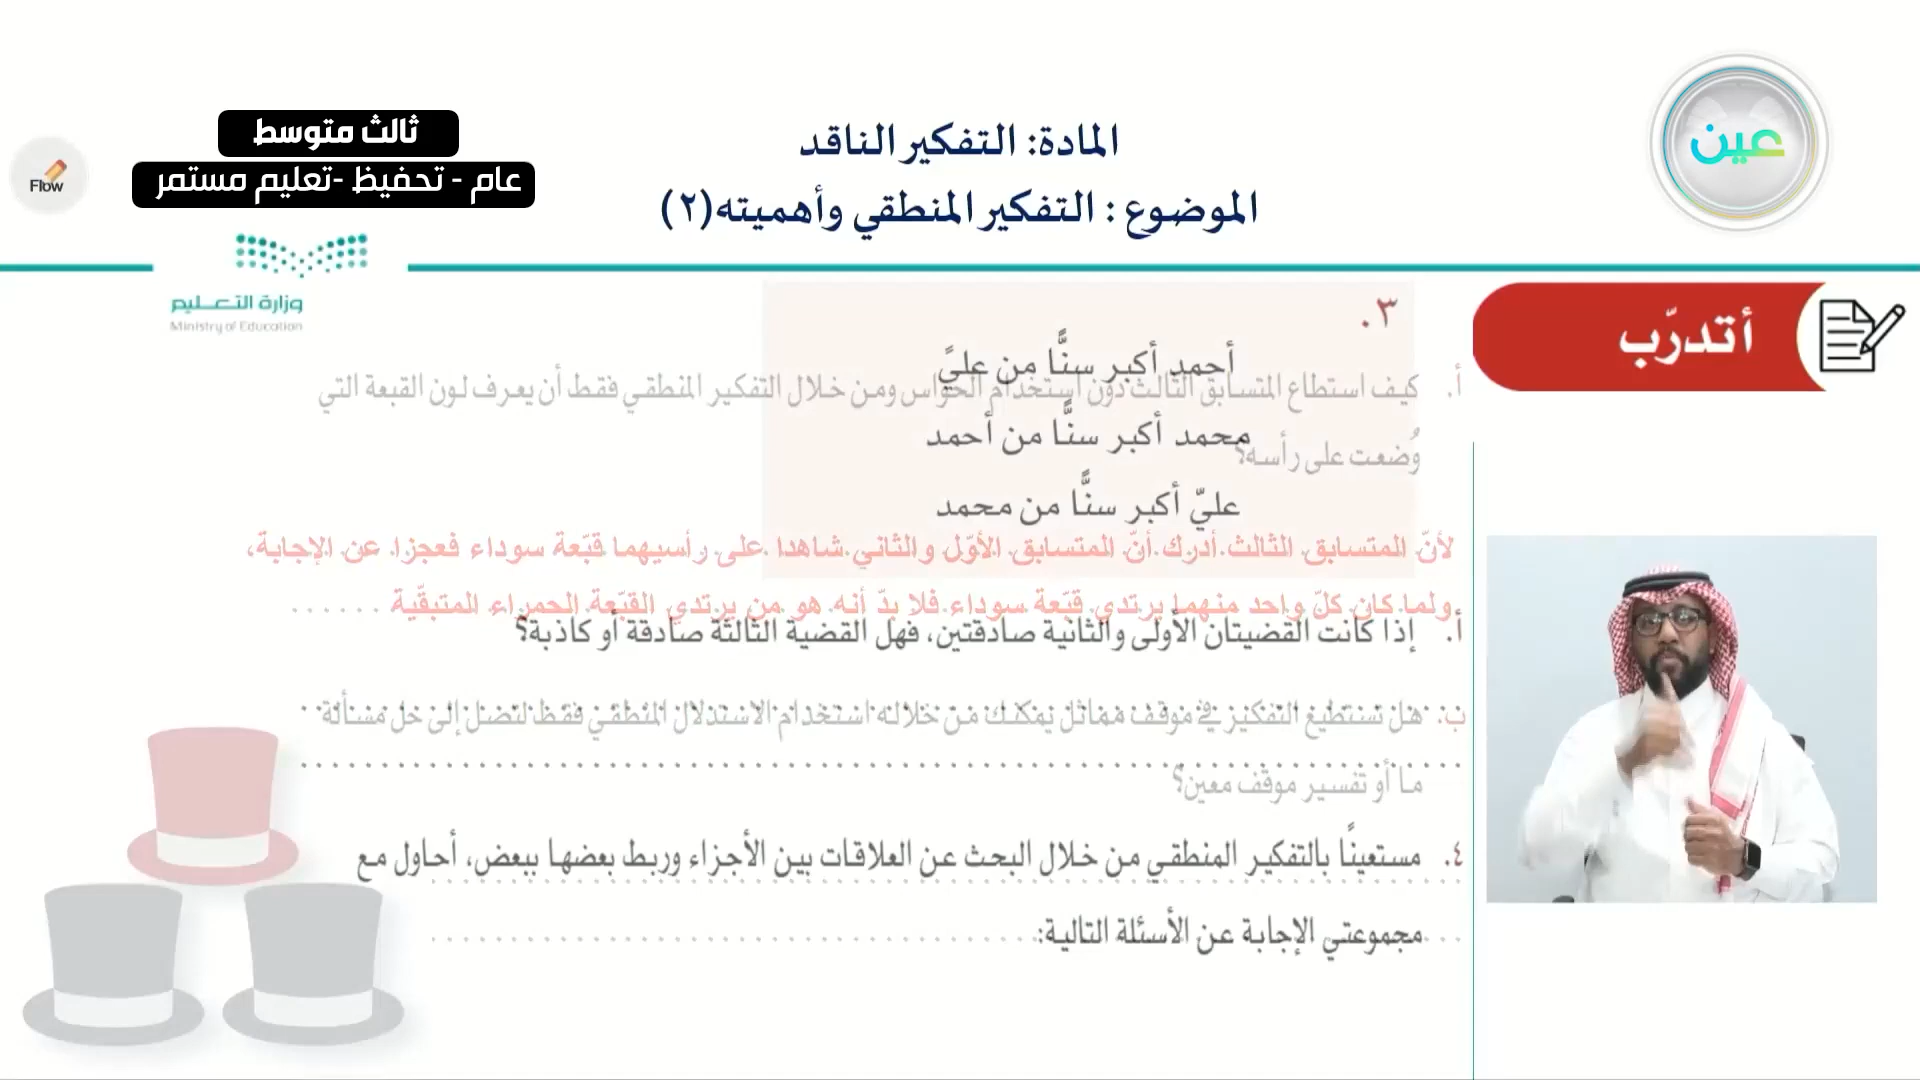 المادة: التفكير الناقد
الموضوع : التفكير المنطقي وأهميته(٢)
عين
ثالث متوسط
عام - تحفيظ -تعليم مستمر
Flow
وزارة التعليم
Ministry of Education
أتدرّب
٣.
أحمد أكبر سنًّا من عليّ
محمد أكبر سنًّا من أحمد
عليّ أكبر سنًّا من محمد
أ. كيف استطاع المتسابق الثالث دون استخدام الحواس ومن خلال التفكير المنطقي فقط أن يعرف لون القبعة التي
وُضعت على رأسه؟
لأنّ المتسابق الثالث أدرك أنّ المتسابق الأوّل والثاني شاهدا على رأسيهما قبّعة سوداء فعجزا عن الإجابة،
ولما كان كلّ واحد منهما يرتدي قبّعة سوداء فلا بدّ أنه هو من يرتدي القبّعة الحمراء المتبقّية ......
أ. إذا كانت القضيتان الأولى والثانية صادقتين، فهل القضية الثالثة صادقة أو كاذبة؟
ب. هل تستطيع التفكير في موقف مماثل يمكنك من خلاله استخدام الاستدلال المنطقي فقط لتصل إلى حل مسألة
ما أو تفسير موقف معين؟
٤. مستعينًا بالتفكير المنطقي من خلال البحث عن العلاقات بين الأجزاء وربط بعضها ببعض، أحاول مع
مجموعتي الإجابة عن الأسئلة التالية: